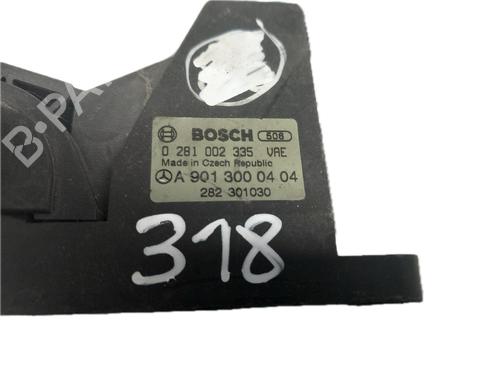 B-PA
BOSCH 508
0 281 002 335 VAE
Made in Czech Republic
A 901 300 04 04
282 301030
318